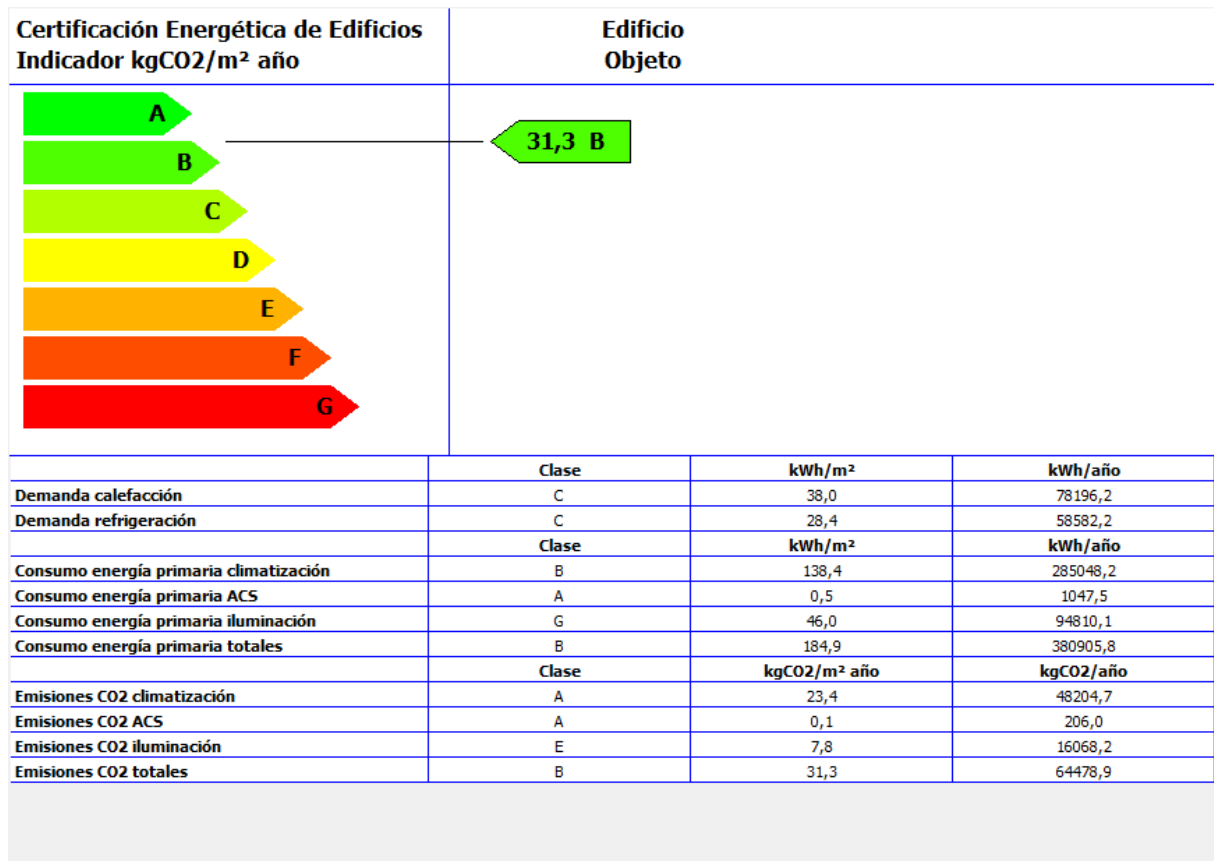 Certificación Energética de Edificios
Indicador kgCO2/m² año
Edificio
Objeto
A
31,3 B
B
C
D
E
F
G
Clase kWh/m² kWh/año
Demanda calefacción C 38,0 78196,2
Demanda refrigeración C 28,4 58582,2
Clase kWh/m² kWh/año
Consumo energía primaria climatización B 138,4 285048,2
Consumo energía primaria ACS A 0,5 1047,5
Consumo energía primaria iluminación G 46,0 94810,1
Consumo energía primaria totales B 184,9 380905,8
Clase kgCO2/m² año kgCO2/año
Emisiones CO2 climatización A 23,4 48204,7
Emisiones CO2 ACS A 0,1 206,0
Emisiones CO2 iluminación E 7,8 16068,2
Emisiones CO2 totales B 31,3 64478,9